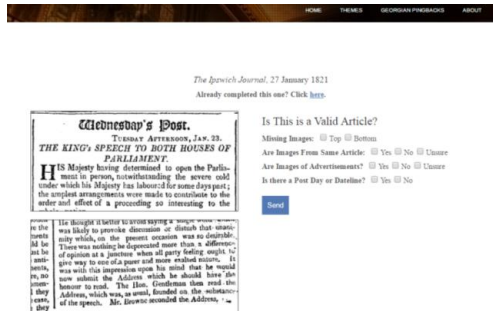 HOME THEMES GEORGIAN PINGBACKS ABOUT
The Ipswich Journal, 27 January 1821
Already completed this one? Click here.
Wednesday's Post.
TUESDAY AFTERNOON, JAN. 23.
THE KING's SPEECH TO BOTH HOUSES OF
PARLIAMENT.
HIS Majesty having determined to open the Parlia-
ment in person, notwithstanding the severe cold
under which his Majesty has labour:d for some days past;
the amplest arrangements were made to contribute to the
order and effect of a proceeding so interesting to the
He thought it better to avoid saying a single word which
was likely to provoke discussion or disturb that unani-
mity which, on the present occasion was so desirable.
There was nothing he deprecated more than a difference
of opinion at a juncture when all party feeling ought to
give way to one of a purer and more exalted nature. It
was with this impression upon his mind that he would
now submit the Address which he should have the
honour to read. The Hon. Gentleman then read the
Address, which was, as usual, founded on the substance
of the speech. Mr. Browne seconded the Address,
Is This is a Valid Article?
Missing Images: Top Bottom
Are Images From Same Article: Yes No Unsure
Are Images of Advertisements? Yes No Unsure
Is there a Post Day or Dateline? Yes No
Send